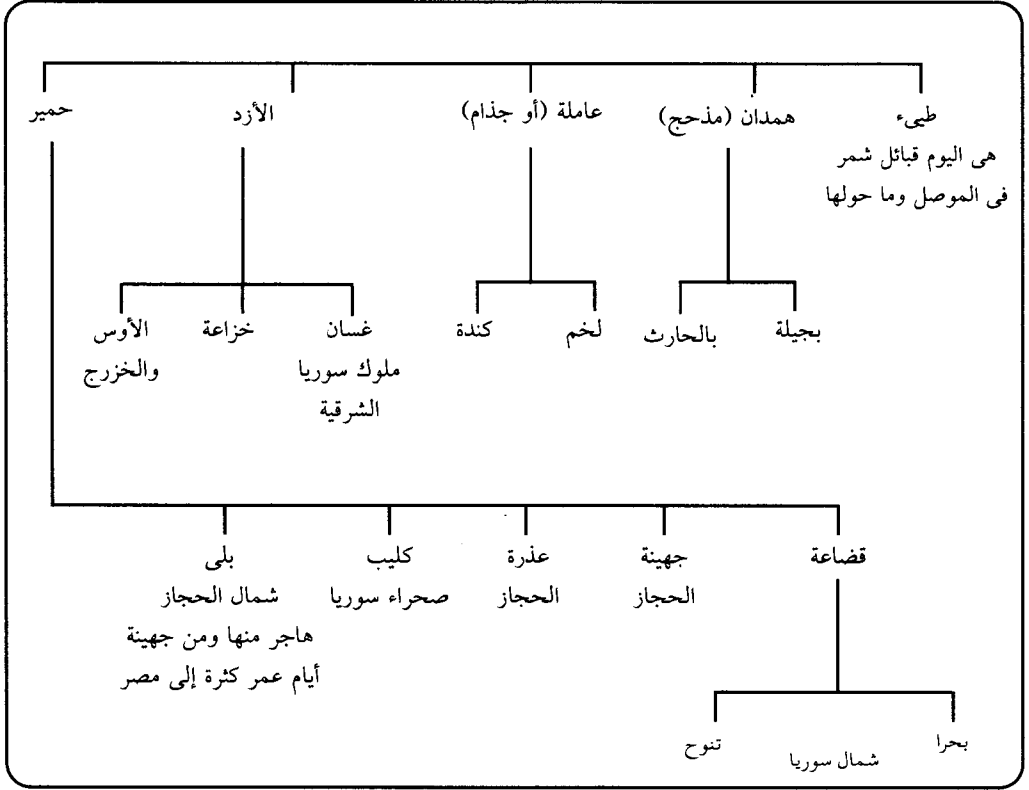 طيىء
هى اليوم قبائل شمر
فى الموصل وما حولها
همدان (مذحج)
عاملة (أو جذام)
الأزد
حمير
بجيلة
بالحارث
لخم
كندة
غسان
ملوك سوريا
الشرقية
خزاعة
الأوس
والخزرج
قضاعة
جهينة
الحجاز
عذرة
الحجاز
كليب
صحراء سوريا
بلى
شمال الحجاز
هاجر منها ومن جهينة
أيام عمر كثرة إلى مصر
بحرا
شمال سوريا
تنوح